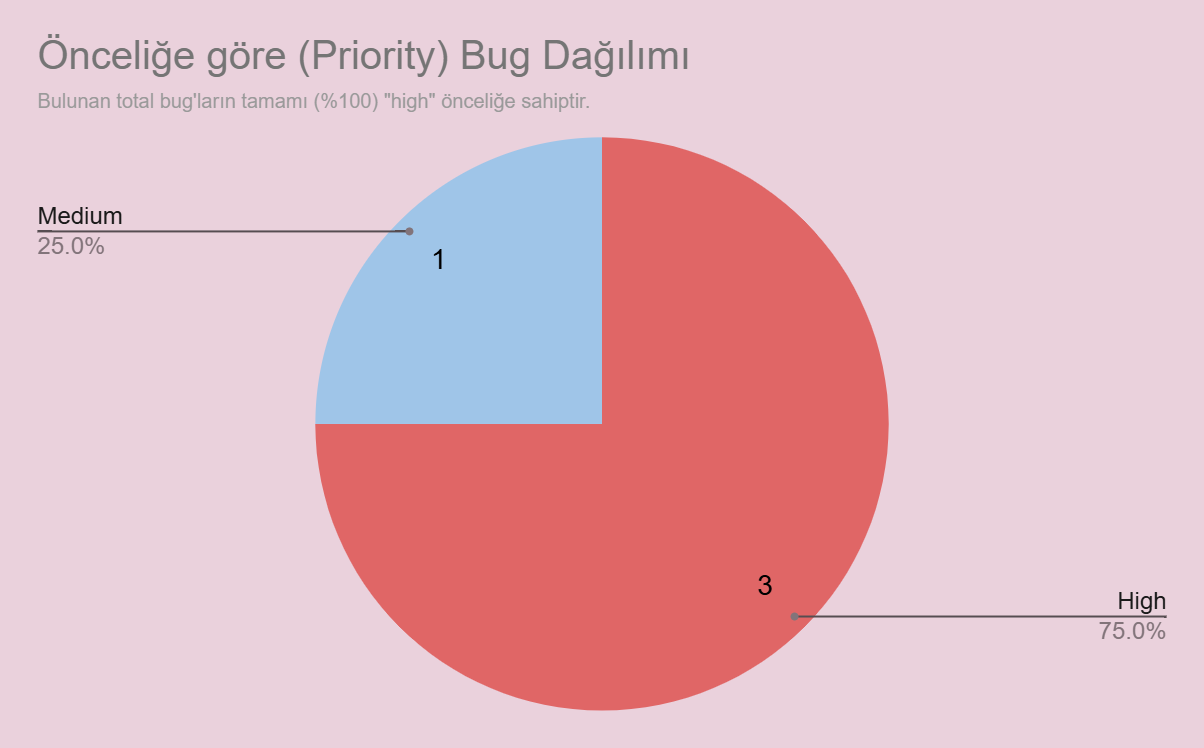 Önceliğe göre (Priority) Bug Dağılımı
Bulunan total bug'ların tamamı (%100) "high" önceliğe sahiptir.
Medium
25.0%
1
3
High
75.0%